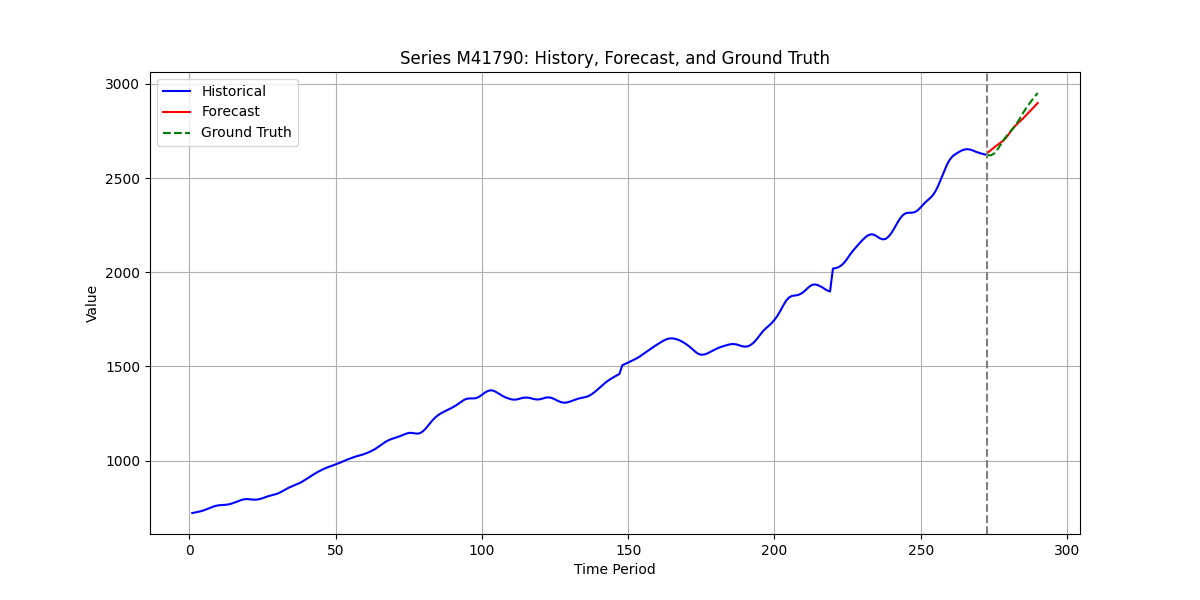 Series M41790: History, Forecast, and Ground Truth
Historical
Forecast
Ground Truth
3000
2500
2000
1500
1000
Value
0 50 100 150 200 250 300
Time Period